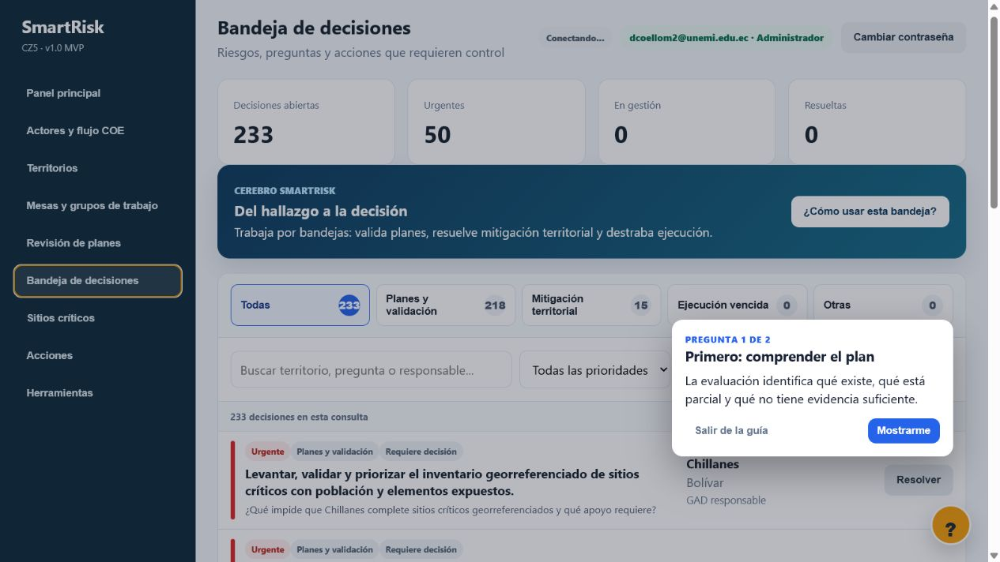 SmartRisk
CZ5 · v1.0 MVP
Panel principal
Actores y flujo COE
Territorios
Mesas y grupos de trabajo
Revisión de planes
Bandeja de decisiones
Sitios críticos
Acciones
Herramientas
Bandeja de decisiones
Riesgos, preguntas y acciones que requieren control
Conectando...
dcoellom2@unemi.edu.ec · Administrador
Cambiar contraseña
Decisiones abiertas
233
Urgentes
50
En gestión
0
Resueltas
0
CEREBRO SMARTRISK
Del hallazgo a la decisión
Trabaja por bandejas: valida planes, resuelve mitigación territorial y destraba ejecución.
¿Cómo usar esta bandeja?
Todas 233
Planes y
validación 218
Mitigación
territorial 15
Ejecución vencida 0
Otras 0
Buscar territorio, pregunta o responsable...
Todas las prioridades
PREGUNTA 1 DE 2
Primero: comprender el plan
La evaluación identifica qué existe, qué está
parcial y qué no tiene evidencia suficiente.
Salir de la guía
Mostrarme
233 decisiones en esta consulta
Urgente Planes y validación Requiere decisión
Levantar, validar y priorizar el inventario georreferenciado de sitios
críticos con población y elementos expuestos.
¿Qué impide que Chillanes complete sitios críticos georreferenciados y qué apoyo requiere?
Chillanes
Bolívar
GAD responsable
Resolver
?
Urgente Planes y validación Requiere decisión